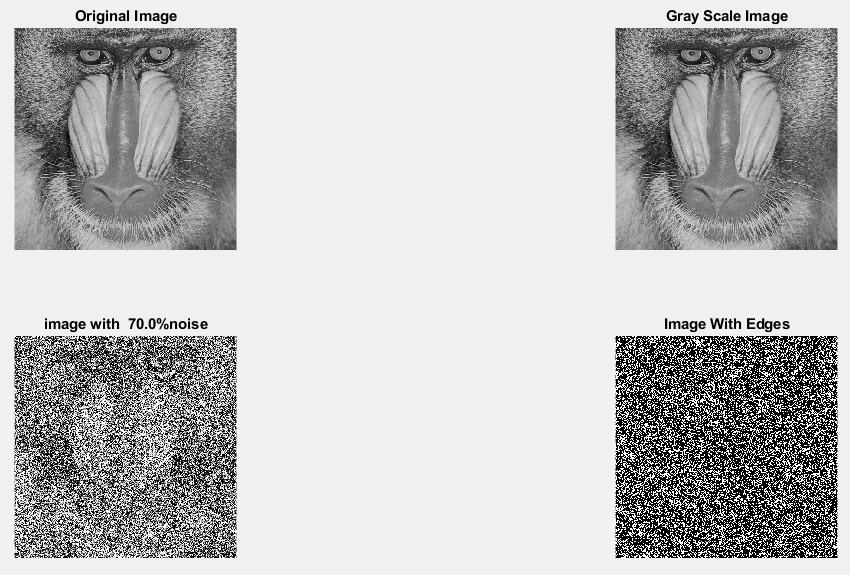 Original Image
Gray Scale Image
image with  70.0%noise
Image With Edges